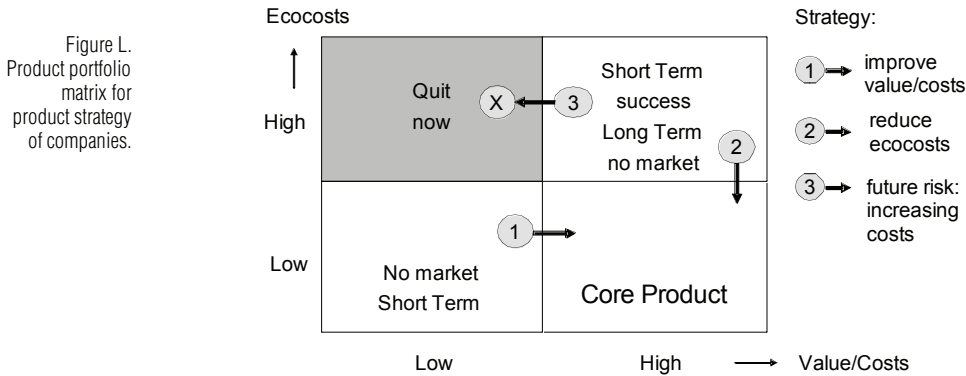 Figure L.
Product portfolio
matrix for
product strategy
of companies.
Ecocosts
High
Low
Quit
now
X
3
Short Term
success
Long Term
no market
2
1
No market
Short Term
Core Product
Low
High
Value/Costs
Strategy:
1
improve
value/costs
2
reduce
ecocosts
3
future risk:
increasing
costs